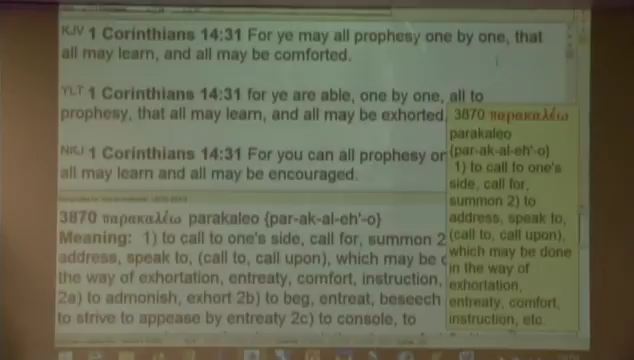 KJV 1 Corinthians 14:31 For ye may all prophesy one by one, that
all may learn, and all may be comforted.
YLT 1 Corinthians 14:31 for ye are able, one by one, all to
prophesy, that all may learn, and all may be exhorted,
NKJ 1 Corinthians 14:31 For you can all prophesy
all may learn and all may be encouraged.
3870 παρακαλέω parakaleo {par-ak-al-eh'-o}
Meaning: 1) to call to one's side, call for, summon 2
address, speak to, (call to, call upon), which may be
the way of exhortation, entreaty, comfort, instruction,
2a) to admonish, exhort 2b) to beg, entreat, beseech
to strive to appease by entreaty 2c) to console, to
3870 παρακαλέω
parakaleo
{par-ak-al-eh'-o}
1) to call to one's
side, call for,
summon 2) to
address, speak to,
(call to, call upon),
which may be done
in the way of
exhortation,
entreaty, comfort,
instruction, etc.